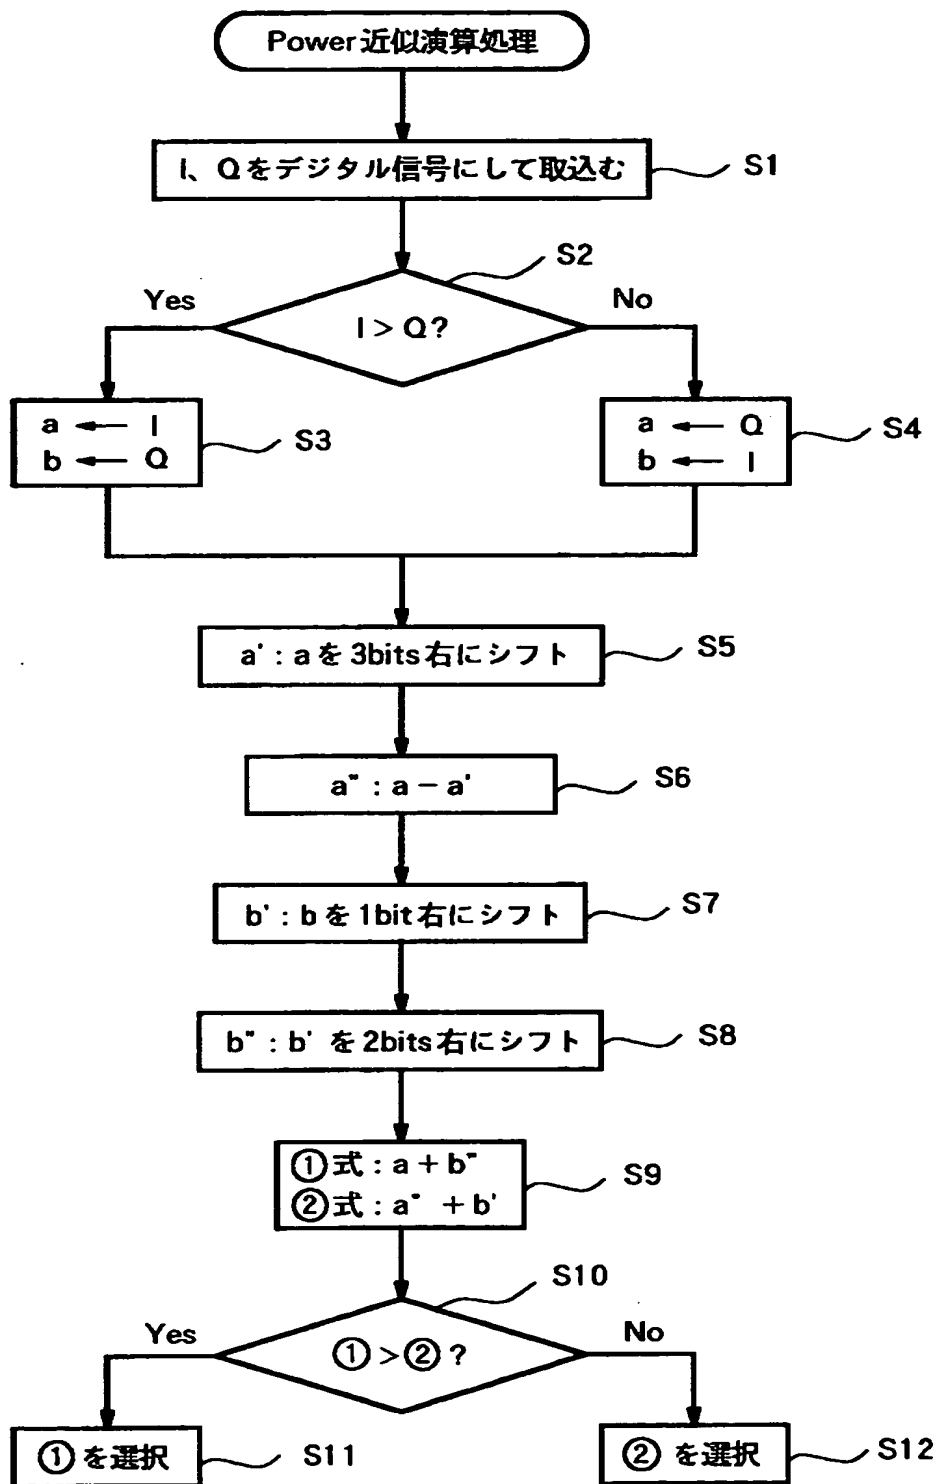 Power近似演算処理
I、Qをデジタル信号にして取込む
S1
S2
Yes
No
I > Q?
a ← I
b ← Q
S3
a ← Q
b ← I
S4
a' : aを3bits右にシフト
S5
a" : a − a'
S6
b' : bを1bit右にシフト
S7
b" : b'を2bits右にシフト
S8
①式 : a + b"
②式 : a" + b'
S9
S10
Yes
No
① > ② ?
①を選択
S11
②を選択
S12